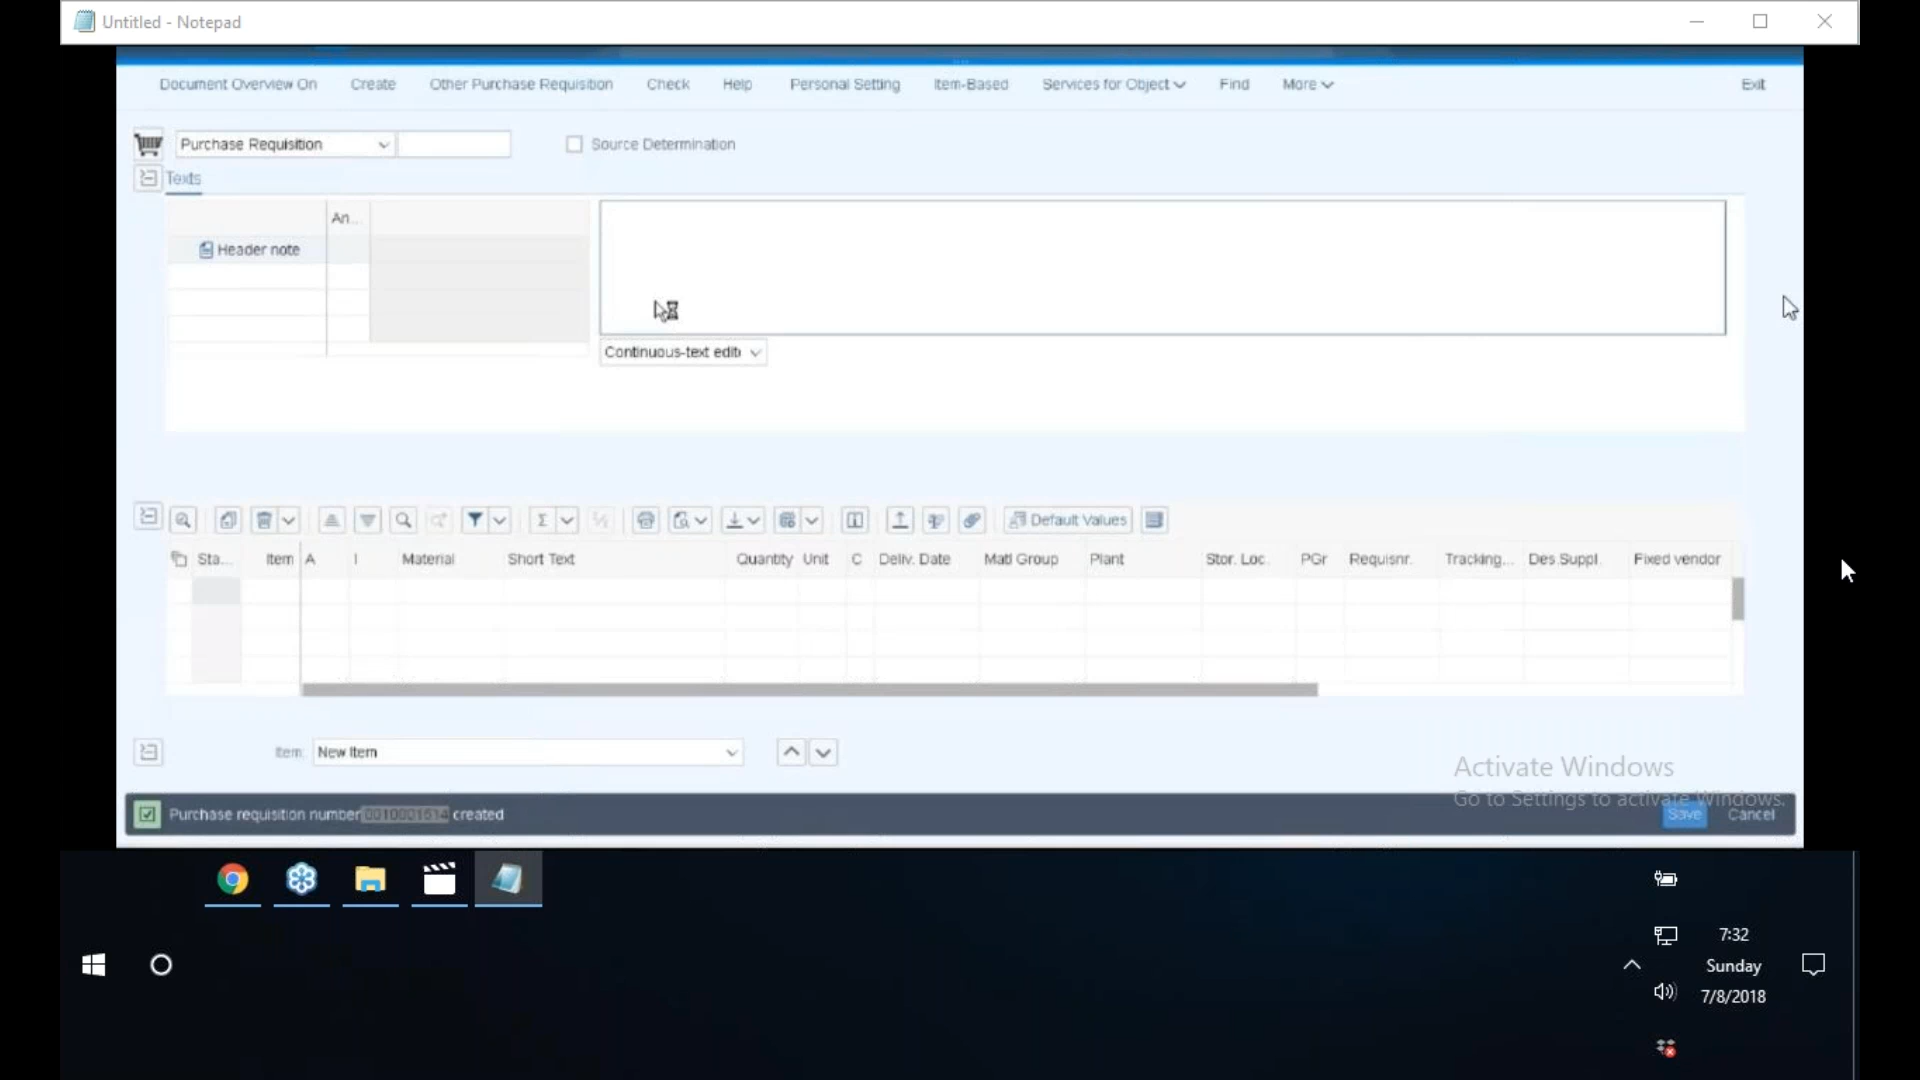 Untitled - Notepad
Document Overview On Create Other Purchase Requisition Check Help Personal Setting Item-Based Services for Object Find More Exit
Purchase Requisition Source Determination
Texts
An...
Header note
Continuous-text edit
Default Values
Sta... Item A I Material Short Text Quantity Unit C Deliv. Date Matl Group Plant Stor. Loc. PGr Requisnr. Tracking... Des.Suppl. Fixed vendor
Item: New Item
Activate Windows
Go to Settings to activate Windows.
Purchase requisition number 0010001514 created Save Cancel
7:32
Sunday
7/8/2018